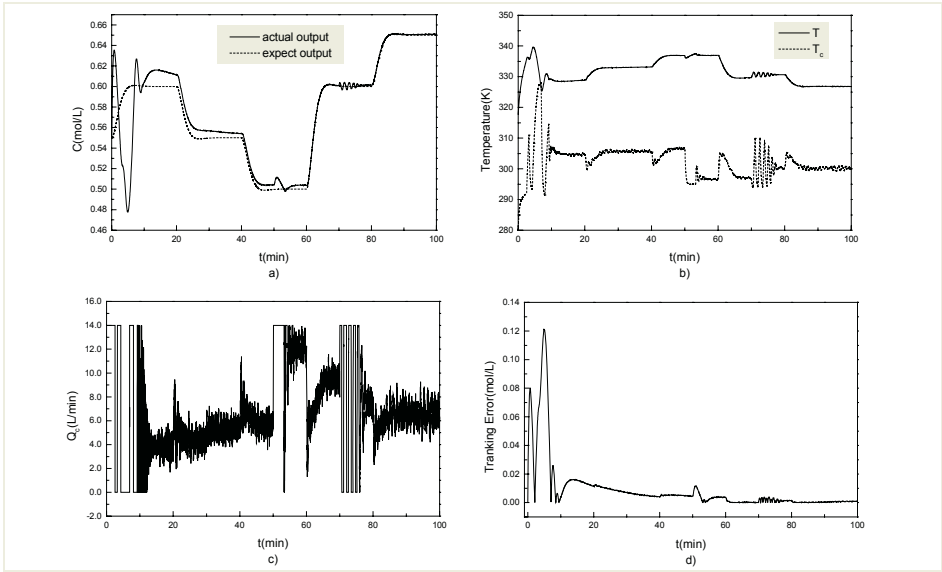 0.66
0.64
0.62
0.60
0.58
0.56
0.54
0.52
0.50
0.48
0.46
C(mol/L)
actual output
expect output
0 20 40 60 80 100
t(min)
a)
350
340
330
320
310
300
290
280
Temperature(K)
T
Tc
0 20 40 60 80 100
t(min)
b)
16.0
14.0
12.0
10.0
8.0
6.0
4.0
2.0
0.0
-2.0
Qc(L/min)
0 20 40 60 80 100
t(min)
c)
0.14
0.12
0.10
0.08
0.06
0.04
0.02
0.00
Tranking Error(mol/L)
0 20 40 60 80 100
t(min)
d)